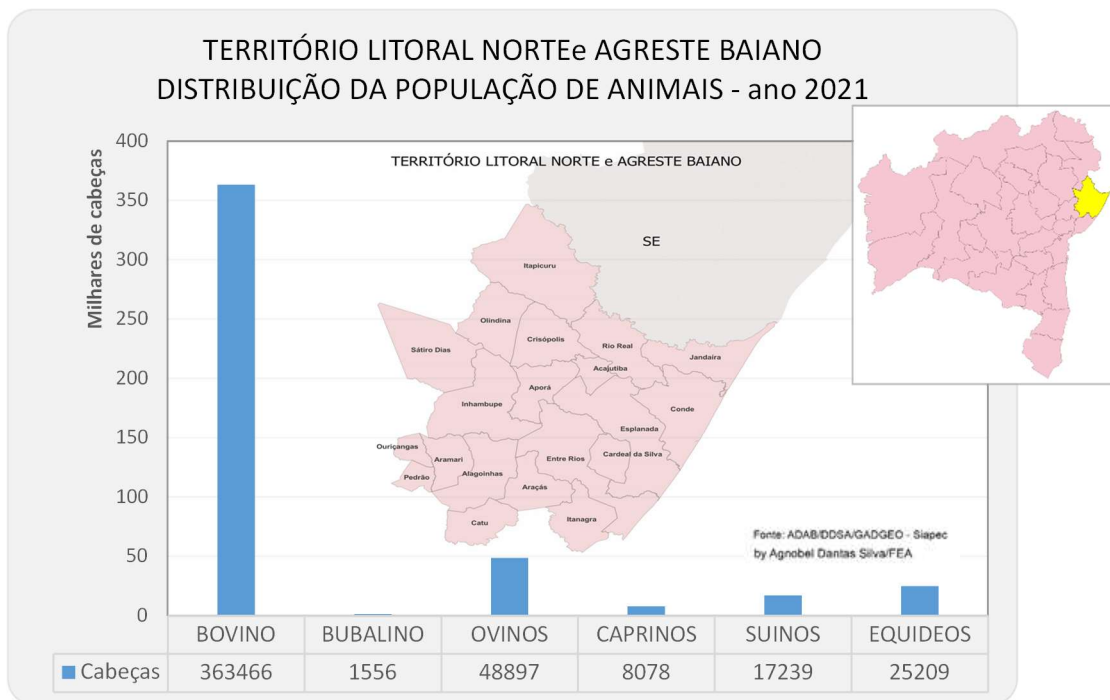 TERRITÓRIO LITORAL NORTEe AGRESTE BAIANO
DISTRIBUIÇÃO DA POPULAÇÃO DE ANIMAIS - ano 2021
Milhares de cabeças
400
350
300
250
200
150
100
50
0
TERRITÓRIO LITORAL NORTE e AGRESTE BAIANO
SE
Itapicuru
Olindina
Crisópolis
Rio Real
Sátiro Dias
Jandaira
Acajutiba
Aporá
Inhambupe
Conde
Esplanada
Ouriçangas
Aramari
Entre Rios
Cardeal da Silva
Pedrão
Alagoinhas
Araçás
Catu
Itanagra
Fonte: ADAB/DDSA/GADGEO - Siapec
by Agnobel Dantas Silva/FEA
BOVINO BUBALINO OVINOS CAPRINOS SUINOS EQUIDEOS
Cabeças 363466 1556 48897 8078 17239 25209